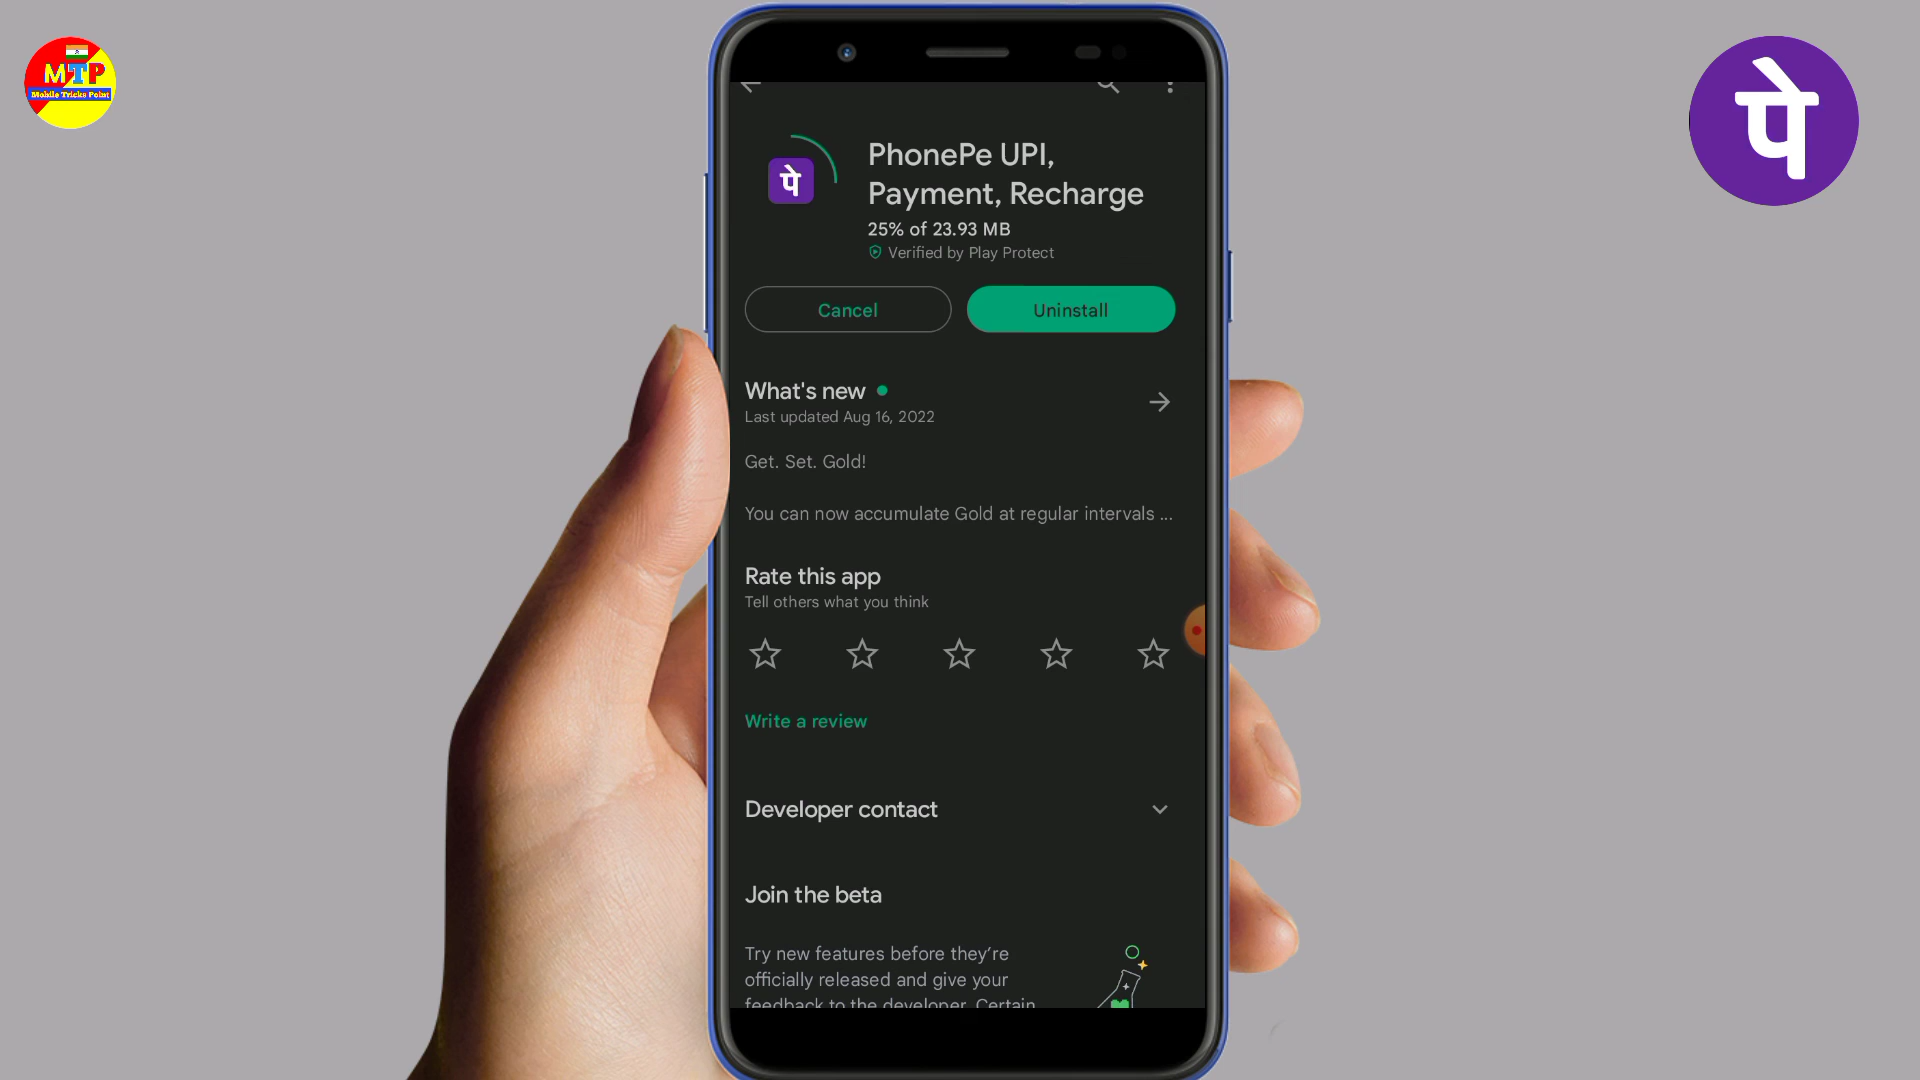 MTP
Mobile Tricks Point
पे
पे
PhonePe UPI,
Payment, Recharge
25% of 23.93 MB
Verified by Play Protect
Cancel
Uninstall
What's new
Last updated Aug 16, 2022
Get. Set. Gold!
You can now accumulate Gold at regular intervals ...
Rate this app
Tell others what you think
Write a review
Developer contact
Join the beta
Try new features before they’re
officially released and give your
feedback to the developer. Certain